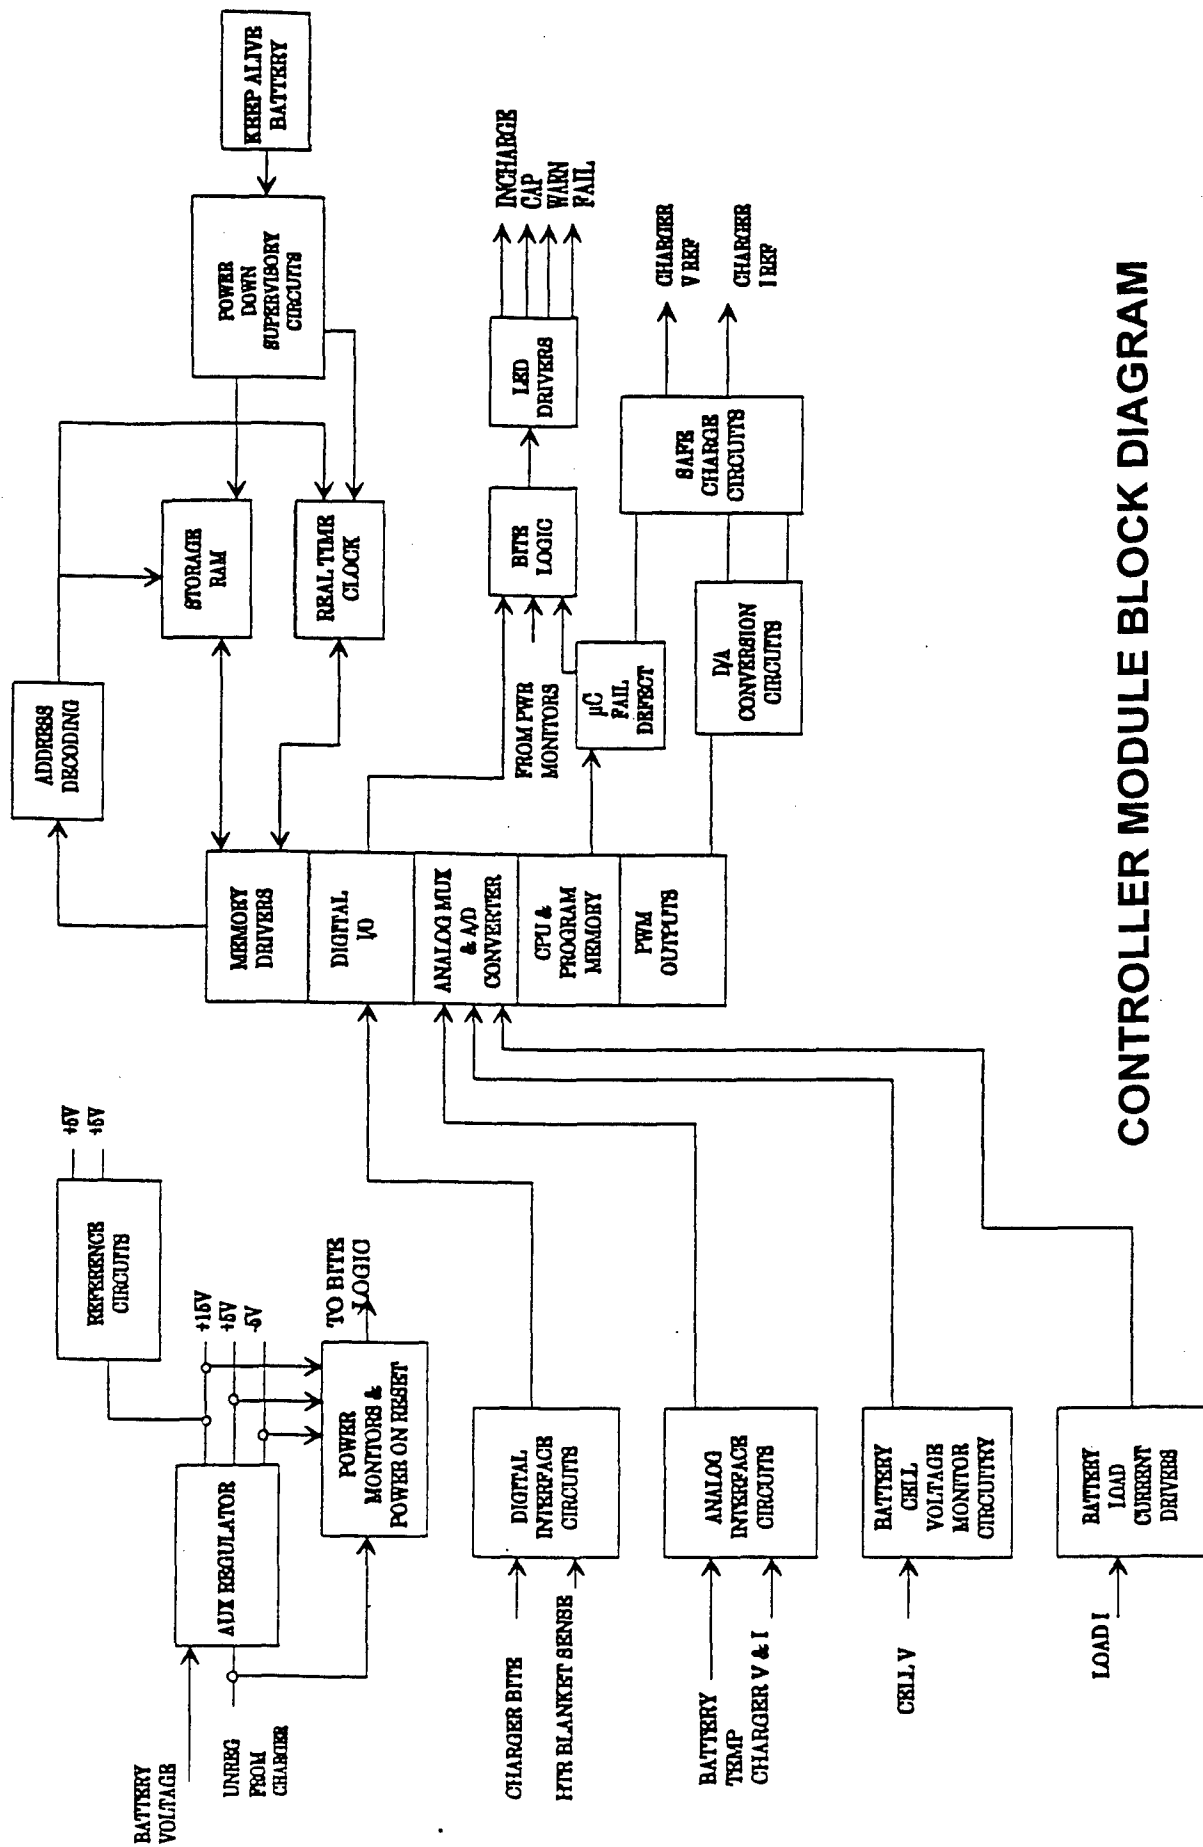 KEEP ALIVE
BATTERY
POWER
DOWN
SUPERVISORY
CIRCUITS
ADDRESS
DECODING
STORAGE
RAM
REAL TIME
CLOCK
INCHARGE
CAP
WARN
FAIL
LED
DRIVERS
BITE
LOGIC
FROM PWR
MONITORS
CHARGER
V REF
CHARGER
I REF
SAFE
CHARGE
CIRCUITS
µC
FAIL
DEFECT
D/A
CONVERSION
CIRCUITS
MEMORY
DRIVERS
DIGITAL
I/O
ANALOG MUX
& A/D
CONVERTER
CPU &
PROGRAM
MEMORY
PWM
OUTPUTS
+5V
+5V
REFERENCE
CIRCUITS
+15V
+5V
-5V
TO BITE
LOGIC
AUX REGULATOR
POWER
MONITORS &
POWER ON RESET
BATTERY
VOLTAGE
UNREG
FROM
CHARGER
DIGITAL
INTERFACE
CIRCUITS
CHARGER BITE
HTR BLANKET SENSE
ANALOG
INTERFACE
CIRCUITS
BATTERY
TEMP
CHARGER V & I
BATTERY
CELL
VOLTAGE
MONITOR
CIRCUITRY
CELL V
BATTERY
LOAD
CURRENT
DRIVERS
LOAD I
CONTROLLER MODULE BLOCK DIAGRAM